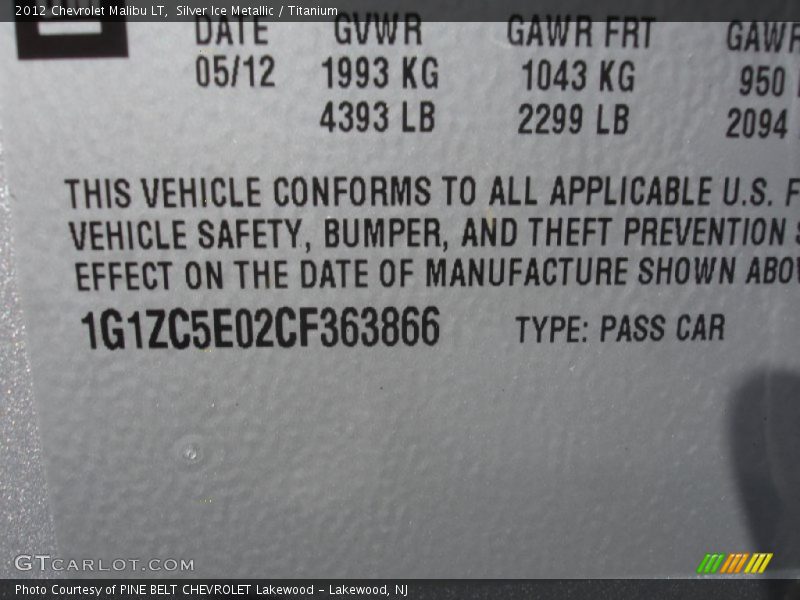 2012 Chevrolet Malibu LT, Silver Ice Metallic / Titanium
DATE GVWR GAWR FRT
05/12 1993 KG 1043 KG 950
4393 LB 2299 LB 2094
THIS VEHICLE CONFORMS TO ALL APPLICABLE U.S.
VEHICLE SAFETY, BUMPER, AND THEFT PREVENTION
EFFECT ON THE DATE OF MANUFACTURE SHOWN
1G1ZC5E02CF363866 TYPE: PASS CAR
GTCARLOT.COM
Photo Courtesy of PINE BELT CHEVROLET Lakewood - Lakewood, NJ